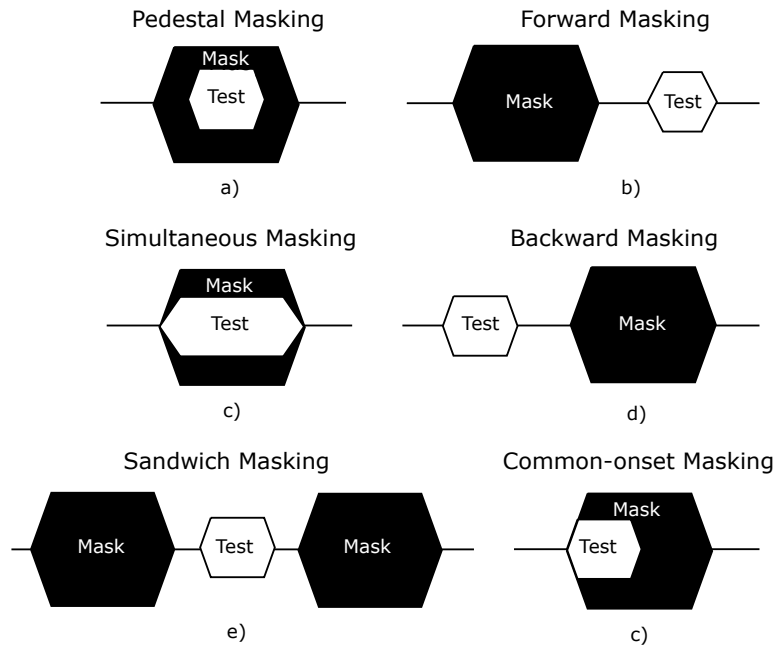 Pedestal Masking
Forward Masking
Mask
Test
Mask
Test
a)
b)
Simultaneous Masking
Backward Masking
Mask
Test
Test
Mask
c)
d)
Sandwich Masking
Common-onset Masking
Mask
Test
Mask
Mask
Test
e)
c)